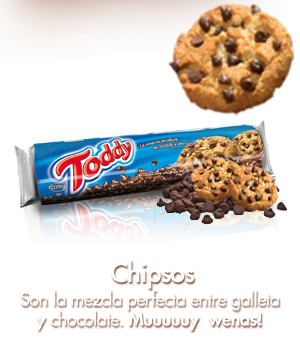 Toddy
Chipsos
Son la mezcla perfecta entre galleta
y chocolate. Muuuuuy wenas!